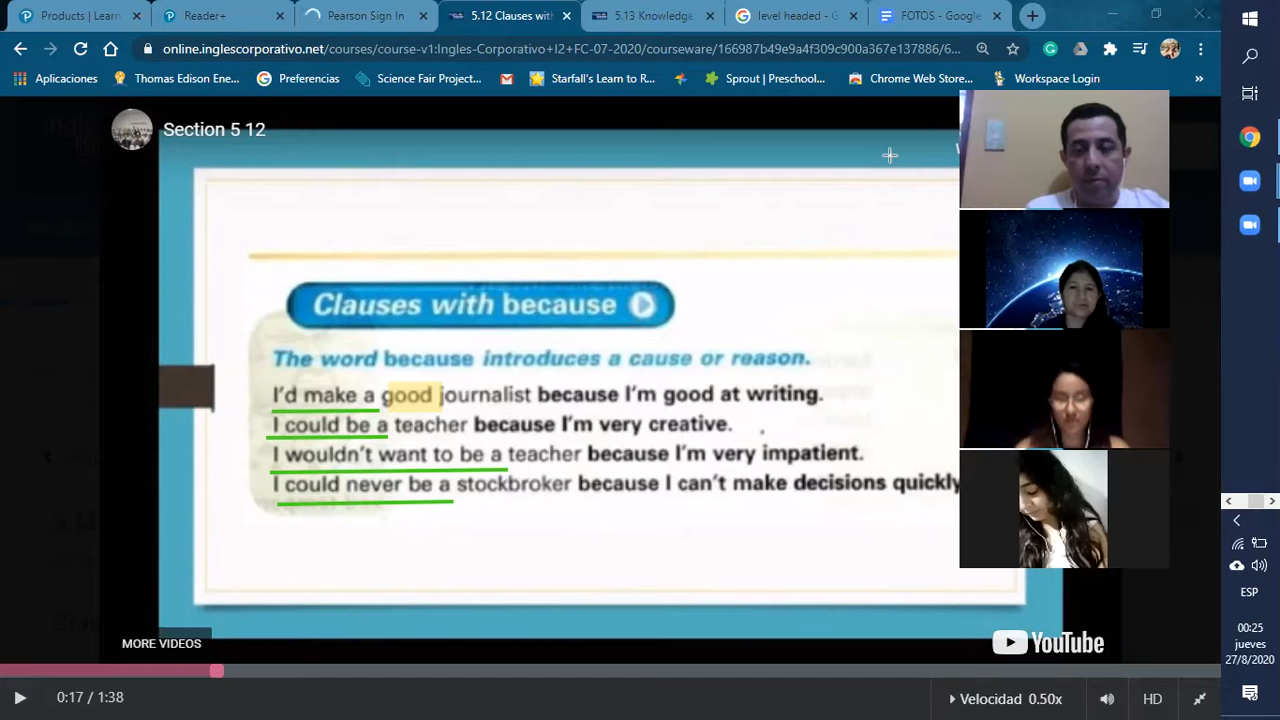 Products | Learn
Reader+
Pearson Sign In
5.12 Clauses wit
5.13 Knowledge
level headed - G
FOTOS - Google
online.inglescorporativo.net/courses/course-v1:Ingles-Corporativo+I2+FC-07-2020/courseware/166987b49e9a4f309c900a367e137886/6...
Aplicaciones
Thomas Edison Ene...
Preferencias
Science Fair Project...
Starfall's Learn to R...
Sprout | Preschool...
Chrome Web Store...
Workspace Login
»
Section 5 12
Clauses with because
The word because introduces a cause or reason.
I'd make a good journalist because I'm good at writing.
I could be a teacher because I'm very creative.
I wouldn't want to be a teacher because I'm very impatient.
I could never be a stockbroker because I can't make decisions quickly
MORE VIDEOS
YouTube
0:17 / 1:38
Velocidad 0.50x
HD
ESP
00:25
jueves
27/8/2020